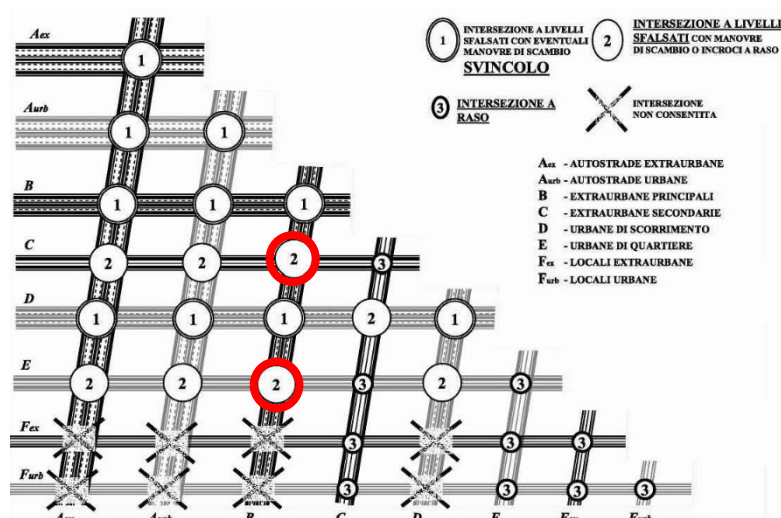 1 INTERSEZIONE A LIVELLI
SFALSATI CON EVENTUALI
MANOVRE DI SCAMBIO
SVINCOLO
2 INTERSEZIONE A LIVELLI
SFALSATI CON MANOVRE
DI SCAMBIO O INCROCI A RASO
3 INTERSEZIONE A
RASO
INTERSEZIONE
NON CONSENTITA
Aex - AUTOSTRADE EXTRAURBANE
Aurb - AUTOSTRADE URBANE
B - EXTRAURBANE PRINCIPALI
C - EXTRAURBANE SECONDARIE
D - URBANE DI SCORRIMENTO
E - URBANE DI QUARTIERE
Fex - LOCALI EXTRAURBANE
Furb - LOCALI URBANE
Aex 1
Aurb 1 1
B 1 1 1
C 2 2 2 3
D 1 1 1 2 1
E 2 2 2 3 2 3
Fex 3 3 3
Furb 3 3 3 3